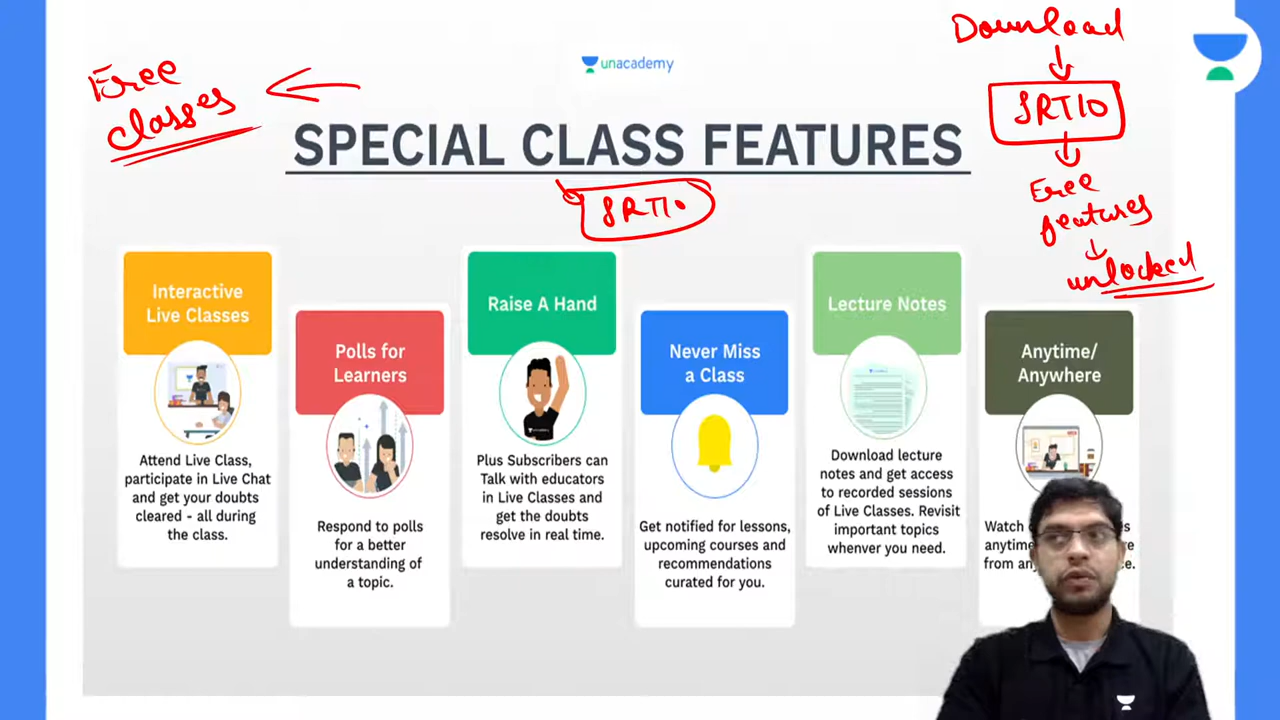 Download
SRT10
Free
features
unlocked
Free
classes
unacademy
SPECIAL CLASS FEATURES
SRT10
Interactive
Live Classes
Attend Live Class,
participate in Live Chat
and get your doubts
cleared - all during
the class.
Polls for
Learners
Respond to polls
for a better
understanding of
a topic.
Raise A Hand
Plus Subscribers can
Talk with educators
in Live Classes and
get the doubts
resolve in real time.
Never Miss
a Class
Get notified for lessons,
upcoming courses and
recommendations
curated for you.
Lecture Notes
Download lecture
notes and get access
to recorded sessions
of Live Classes. Revisit
important topics
whenver you need.
Anytime/
Anywhere
Watch
anytime
from